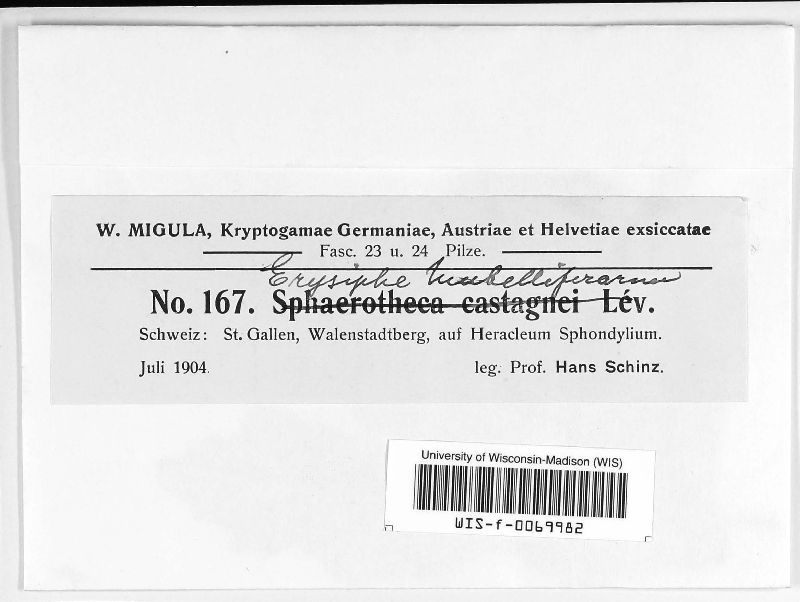 W. MIGULA, Kryptogamae Germaniae, Austriae et Helvetiae exsiccatae
Fasc. 23 u. 24 Pilze.
Erysiphe Umbelliferarum
No. 167. Sphaerotheca castagnei Lév.
Schweiz: St. Gallen, Walenstadtberg, auf Heracleum Sphondylium.
Juli 1904. leg. Prof. Hans Schinz.
University of Wisconsin-Madison (WIS)
WIS-f-0069982